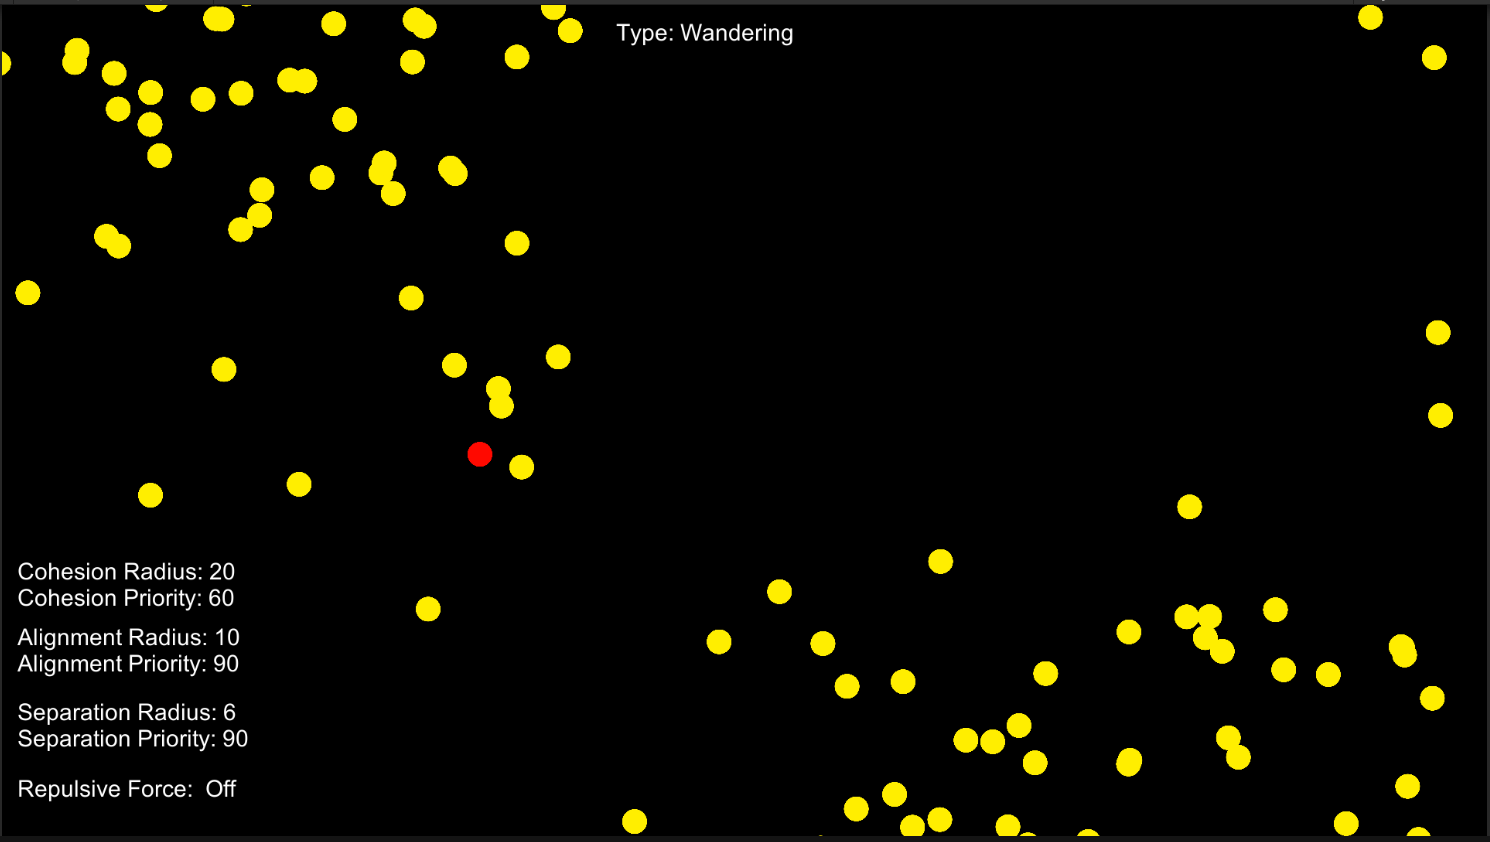 Type: Wandering
Cohesion Radius: 20
Cohesion Priority: 60
Alignment Radius: 10
Alignment Priority: 90
Separation Radius: 6
Separation Priority: 90
Repulsive Force:  Off